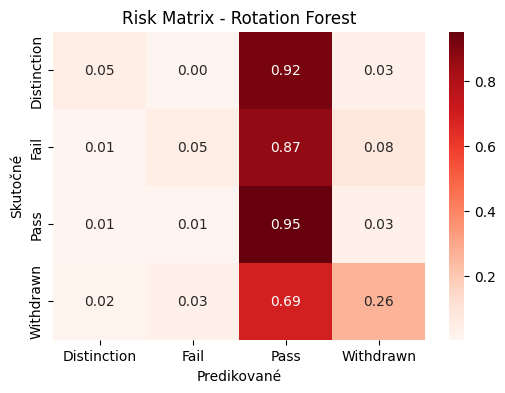 Risk Matrix - Rotation Forest
Skutočné
Distinction 0.05 0.00 0.92 0.03
Fail 0.01 0.05 0.87 0.08
Pass 0.01 0.01 0.95 0.03
Withdrawn 0.02 0.03 0.69 0.26
Distinction Fail Pass Withdrawn
Predikované
0.8
0.6
0.4
0.2